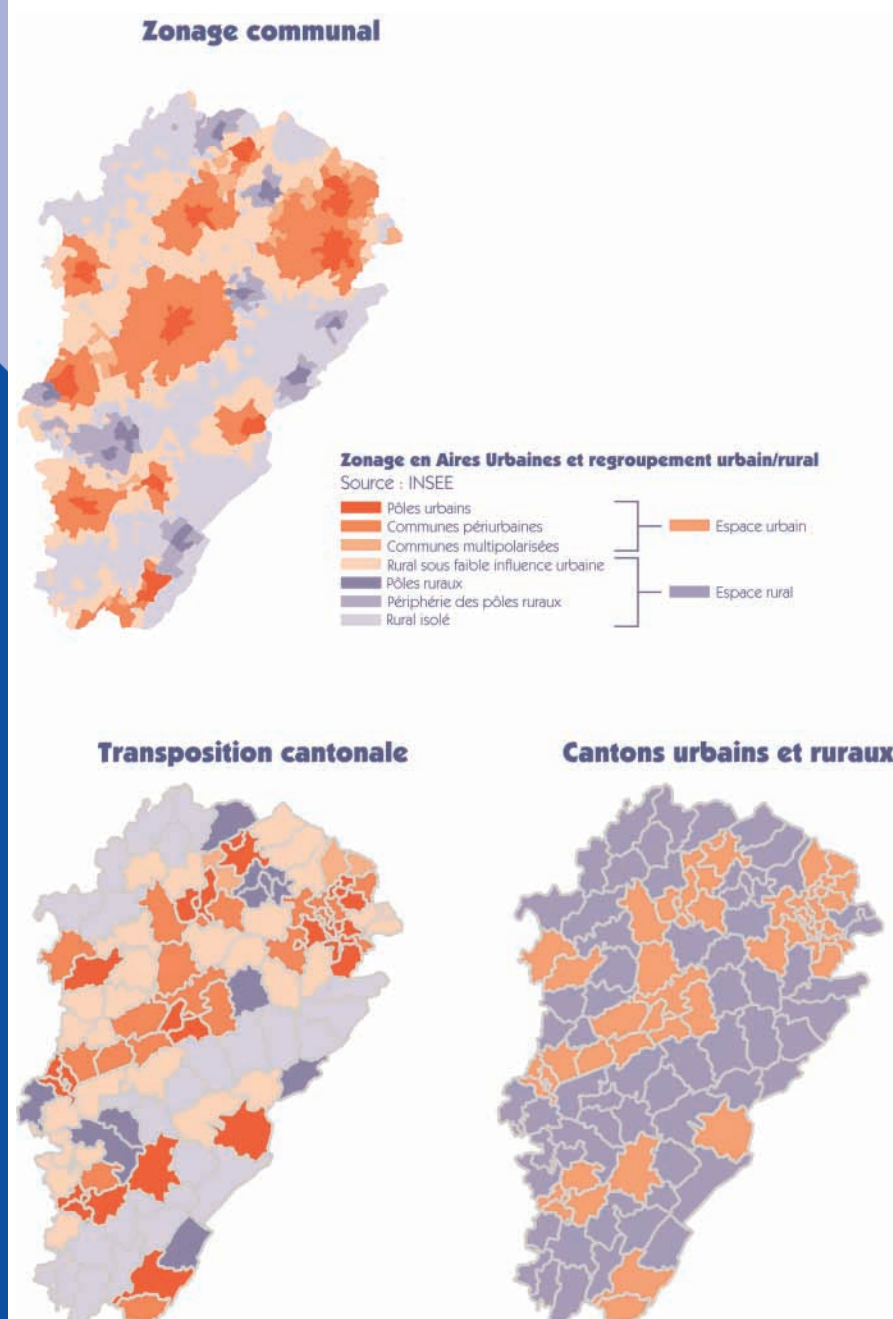 Zonage communal
Zonage en Aires Urbaines et regroupement urbain/rural
Source : INSEE
Pôles urbains
Communes périurbaines
Communes multipolarisées
Rural sous faible influence urbaine
Pôles ruraux
Périphérie des pôles ruraux
Rural isolé
Espace urbain
Espace rural
Transposition cantonale
Cantons urbains et ruraux